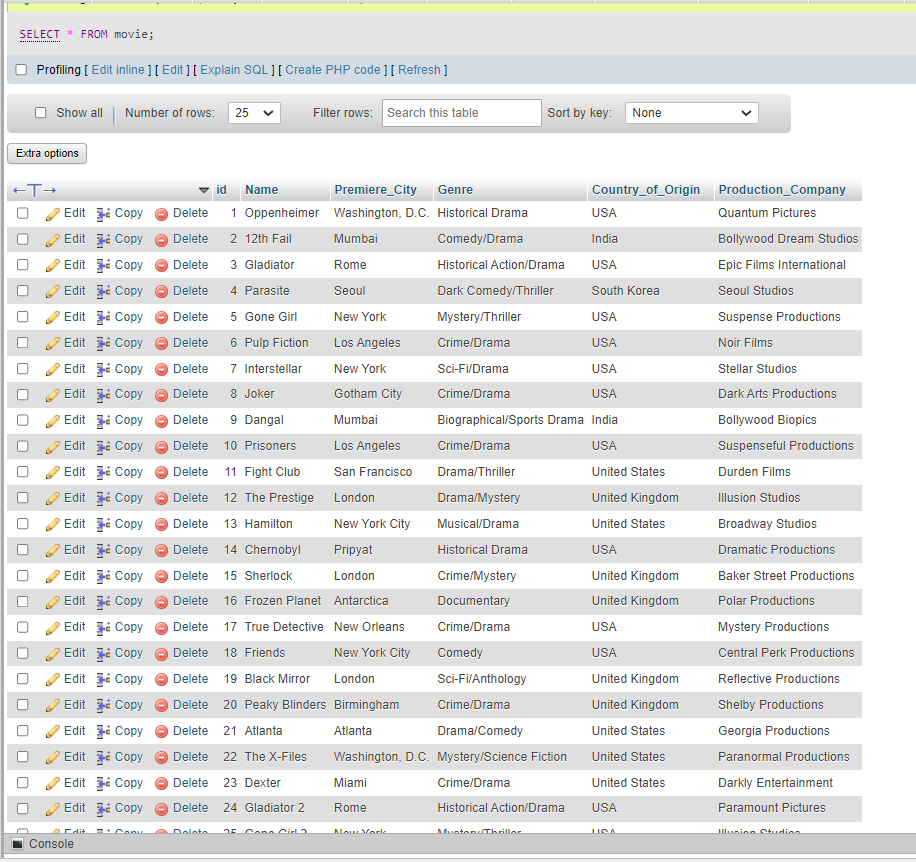 SELECT * FROM movie;
Profiling [ Edit inline ] [ Edit ] [ Explain SQL ] [ Create PHP code ] [ Refresh ]
Show all Number of rows: 25 Filter rows: Search this table Sort by key: None
Extra options
←T→ id Name Premiere_City Genre Country_of_Origin Production_Company
Edit Copy Delete 1 Oppenheimer Washington, D.C. Historical Drama USA Quantum Pictures
Edit Copy Delete 2 12th Fail Mumbai Comedy/Drama India Bollywood Dream Studios
Edit Copy Delete 3 Gladiator Rome Historical Action/Drama USA Epic Films International
Edit Copy Delete 4 Parasite Seoul Dark Comedy/Thriller South Korea Seoul Studios
Edit Copy Delete 5 Gone Girl New York Mystery/Thriller USA Suspense Productions
Edit Copy Delete 6 Pulp Fiction Los Angeles Crime/Drama USA Noir Films
Edit Copy Delete 7 Interstellar New York Sci-Fi/Drama USA Stellar Studios
Edit Copy Delete 8 Joker Gotham City Crime/Drama USA Dark Arts Productions
Edit Copy Delete 9 Dangal Mumbai Biographical/Sports Drama India Bollywood Biopics
Edit Copy Delete 10 Prisoners Los Angeles Crime/Drama USA Suspenseful Productions
Edit Copy Delete 11 Fight Club San Francisco Drama/Thriller United States Durden Films
Edit Copy Delete 12 The Prestige London Drama/Mystery United Kingdom Illusion Studios
Edit Copy Delete 13 Hamilton New York City Musical/Drama United States Broadway Studios
Edit Copy Delete 14 Chernobyl Pripyat Historical Drama USA Dramatic Productions
Edit Copy Delete 15 Sherlock London Crime/Mystery United Kingdom Baker Street Productions
Edit Copy Delete 16 Frozen Planet Antarctica Documentary United Kingdom Polar Productions
Edit Copy Delete 17 True Detective New Orleans Crime/Drama USA Mystery Productions
Edit Copy Delete 18 Friends New York City Comedy USA Central Perk Productions
Edit Copy Delete 19 Black Mirror London Sci-Fi/Anthology United Kingdom Reflective Productions
Edit Copy Delete 20 Peaky Blinders Birmingham Crime/Drama United Kingdom Shelby Productions
Edit Copy Delete 21 Atlanta Atlanta Drama/Comedy United States Georgia Productions
Edit Copy Delete 22 The X-Files Washington, D.C. Mystery/Science Fiction United States Paranormal Productions
Edit Copy Delete 23 Dexter Miami Crime/Drama United States Darkly Entertainment
Edit Copy Delete 24 Gladiator 2 Rome Historical Action/Drama USA Paramount Pictures
Edit Copy Delete 25 Gone Girl 2 New York Mystery/Thriller USA Illusion Studios
Console